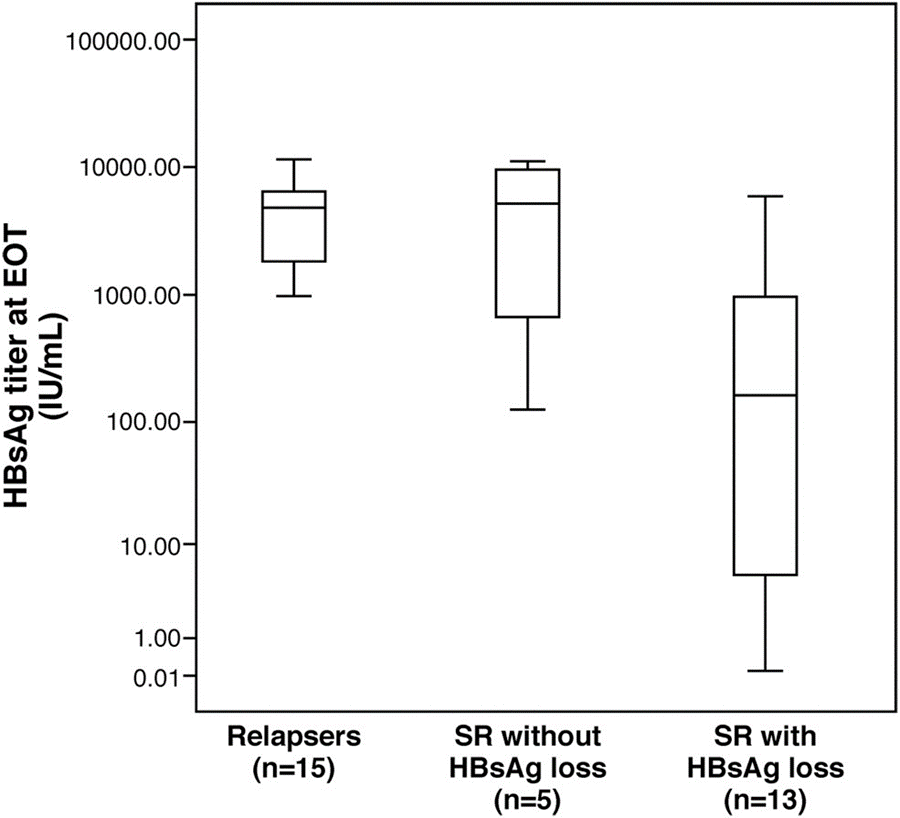 HBsAg titer at EOT
(IU/mL)
100000.00
10000.00
1000.00
100.00
10.00
1.00
0.01
Relapsers
(n=15)
SR without
HBsAg loss
(n=5)
SR with
HBsAg loss
(n=13)